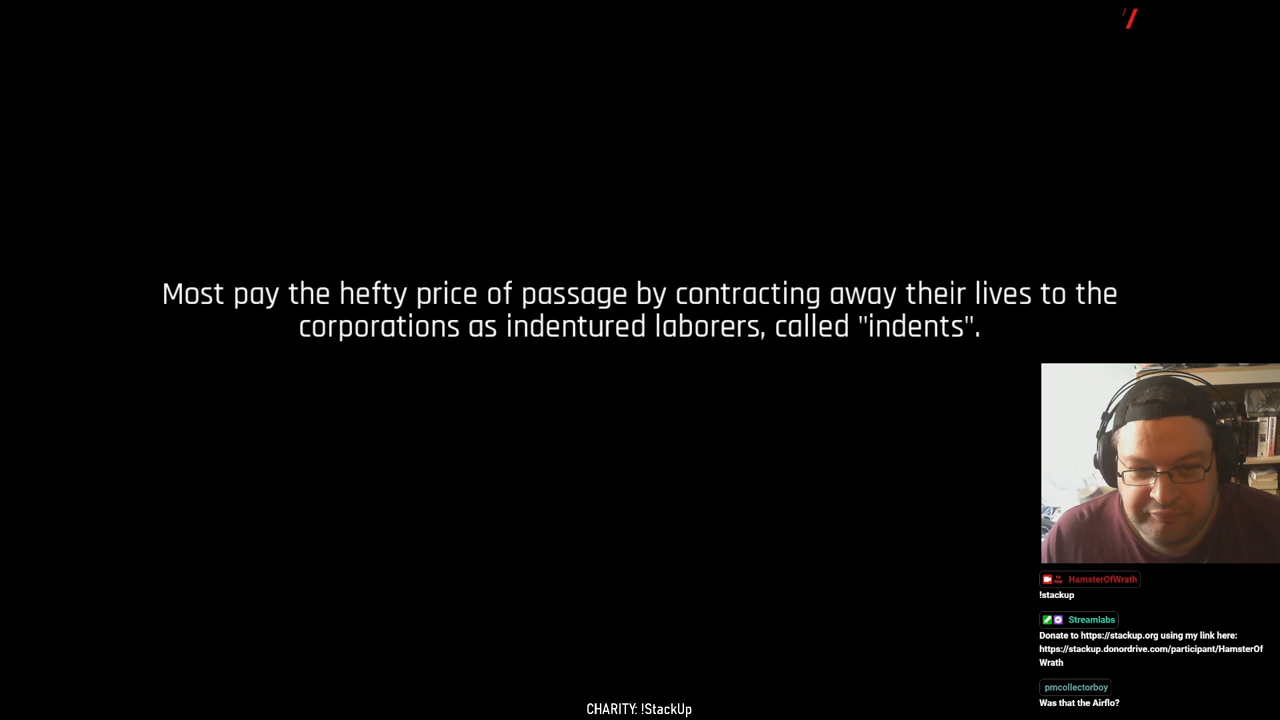 Most pay the hefty price of passage by contracting away their lives to the
corporations as indentured laborers, called "indents".
HamsterOfWrath
!stackup
Streamlabs
Donate to https://stackup.org using my link here:
https://stackup.donordrive.com/participant/HamsterOf
Wrath
pmcollectorboy
Was that the Airflo?
CHARITY: !StackUp